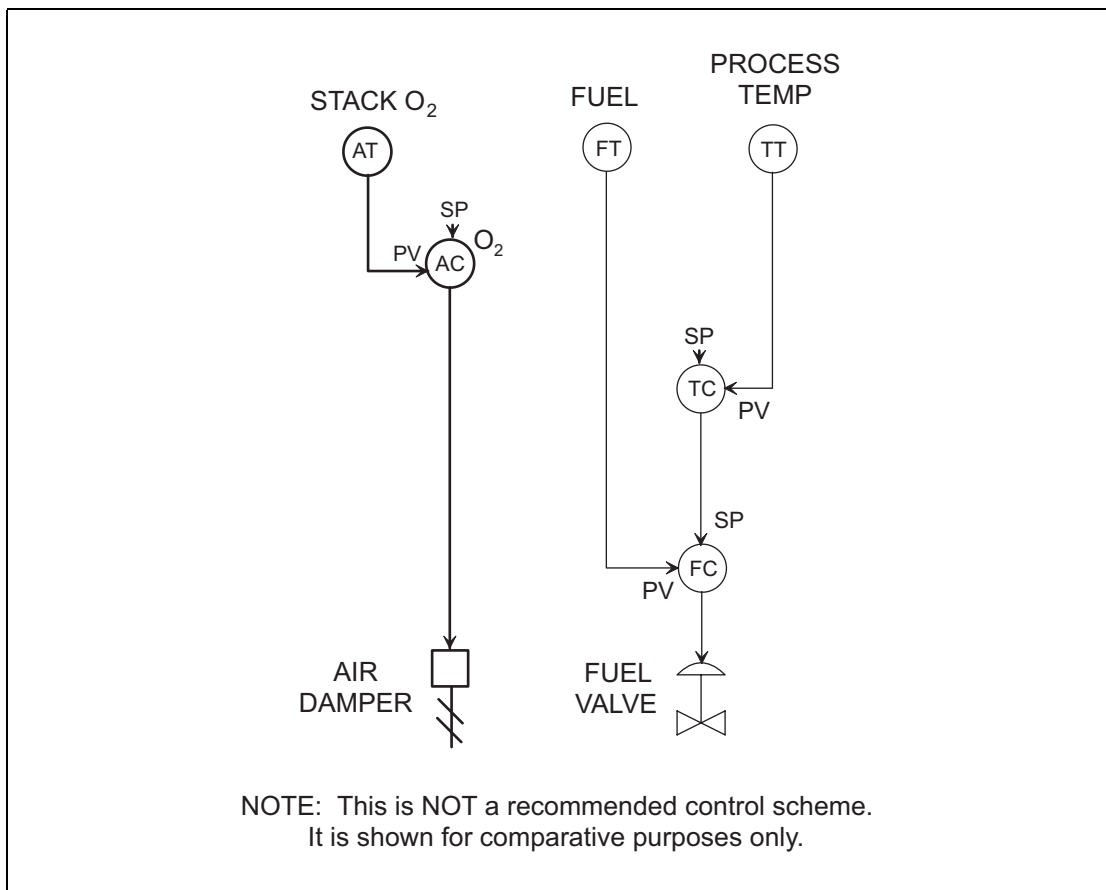 PROCESS
TEMP
STACK O₂
FUEL
AT
FT
TT
SP
PV
AC
O₂
SP
TC
PV
SP
FC
PV
AIR
DAMPER
FUEL
VALVE
NOTE: This is NOT a recommended control scheme.
It is shown for comparative purposes only.